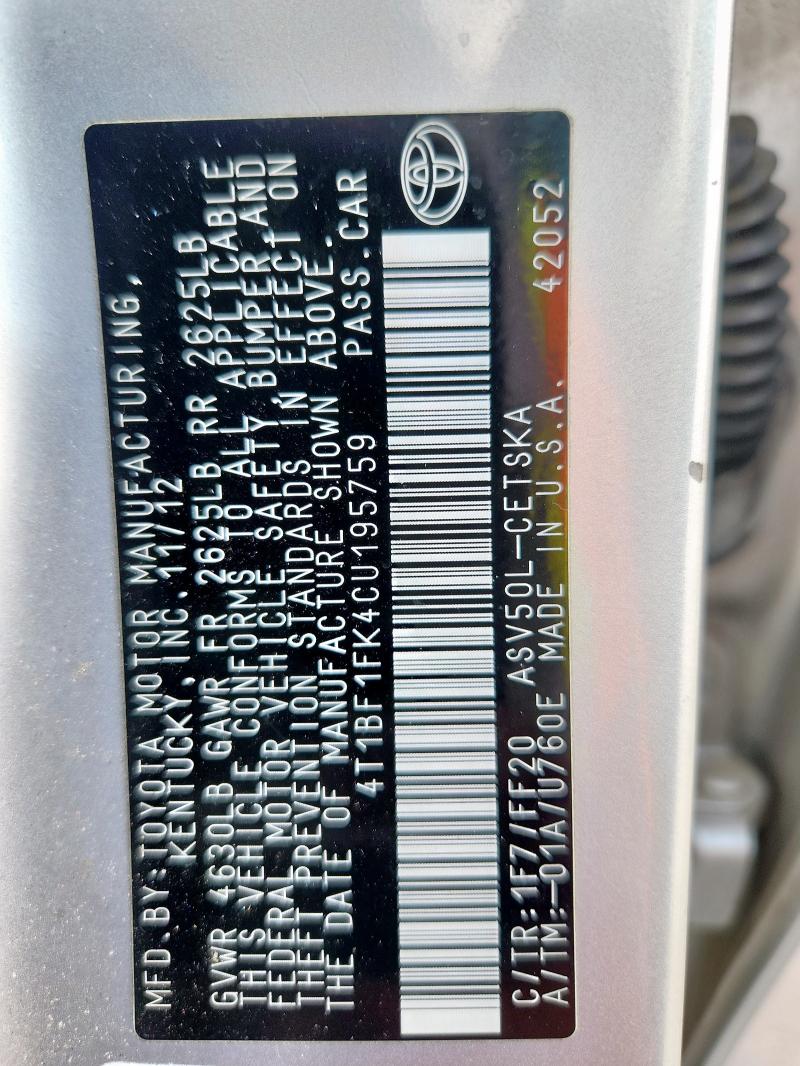 MFD.BY:TOYOTA MOTOR MANUFACTURING,
KENTUCKY, INC. 11/12
GVWR 4630LB GAWR FR 2625LB RR 2625LB
THIS VEHICLE CONFORMS TO ALL APPLICABLE
FEDERAL MOTOR VEHICLE SAFETY, BUMPER, AND
THEFT PREVENTION STANDARDS IN EFFECT ON
THE DATE OF MANUFACTURE SHOWN ABOVE.
4T1BF1FK4CU195759 PASS.CAR
C/TR:1F7/FF20 ASV50L-CETSKA
A/TM:-01A/U760E MADE IN U.S.A. 42052